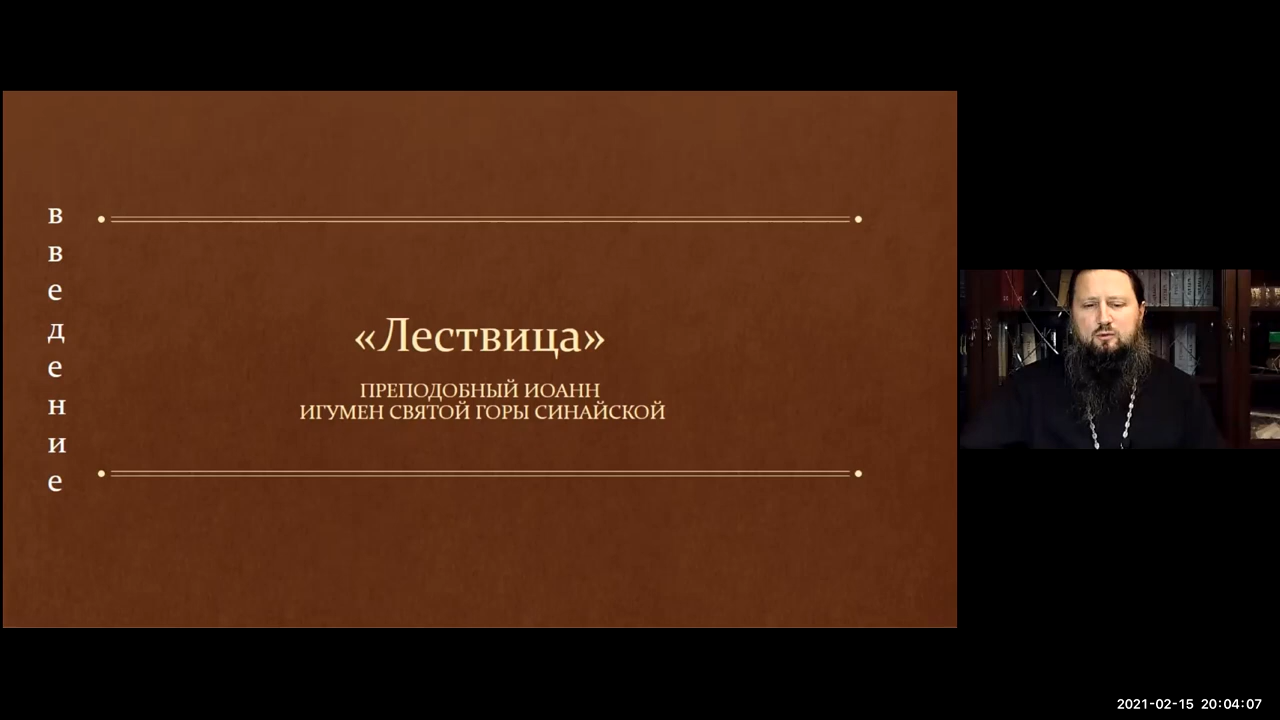 введение
«Лествица»
ПРЕПОДОБНЫЙ ИОАНН
ИГУМЕН СВЯТОЙ ГОРЫ СИНАЙСКОЙ
2021-02-15 20:04:07